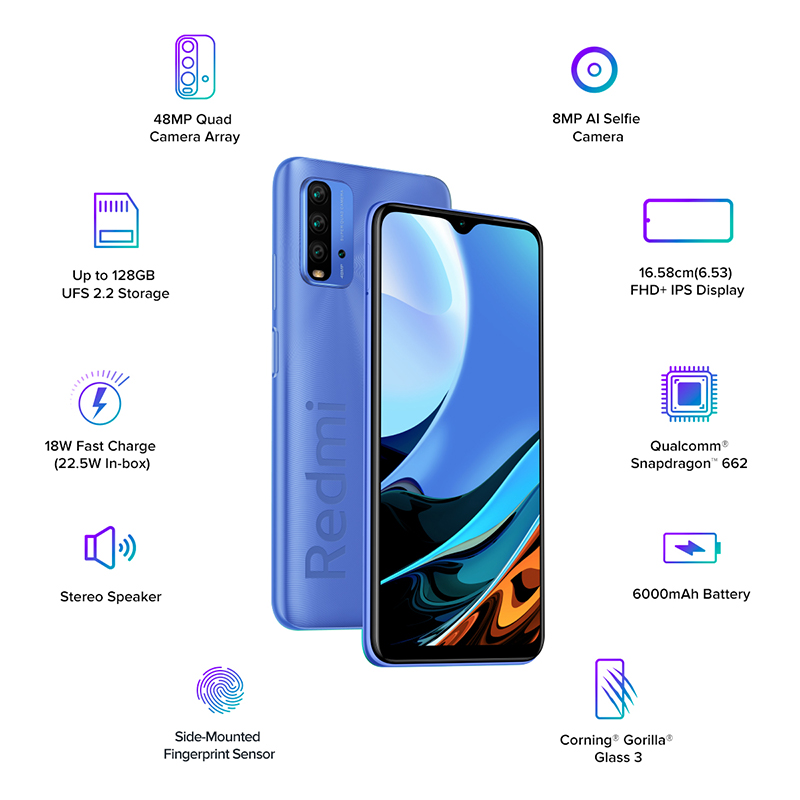 48MP Quad
Camera Array
8MP AI Selfie
Camera
Up to 128GB
UFS 2.2 Storage
16.58cm(6.53)
FHD+ IPS Display
18W Fast Charge
(22.5W In-box)
Qualcomm®
Snapdragon™ 662
Redmi
Stereo Speaker
6000mAh Battery
Side-Mounted
Fingerprint Sensor
Corning® Gorilla®
Glass 3